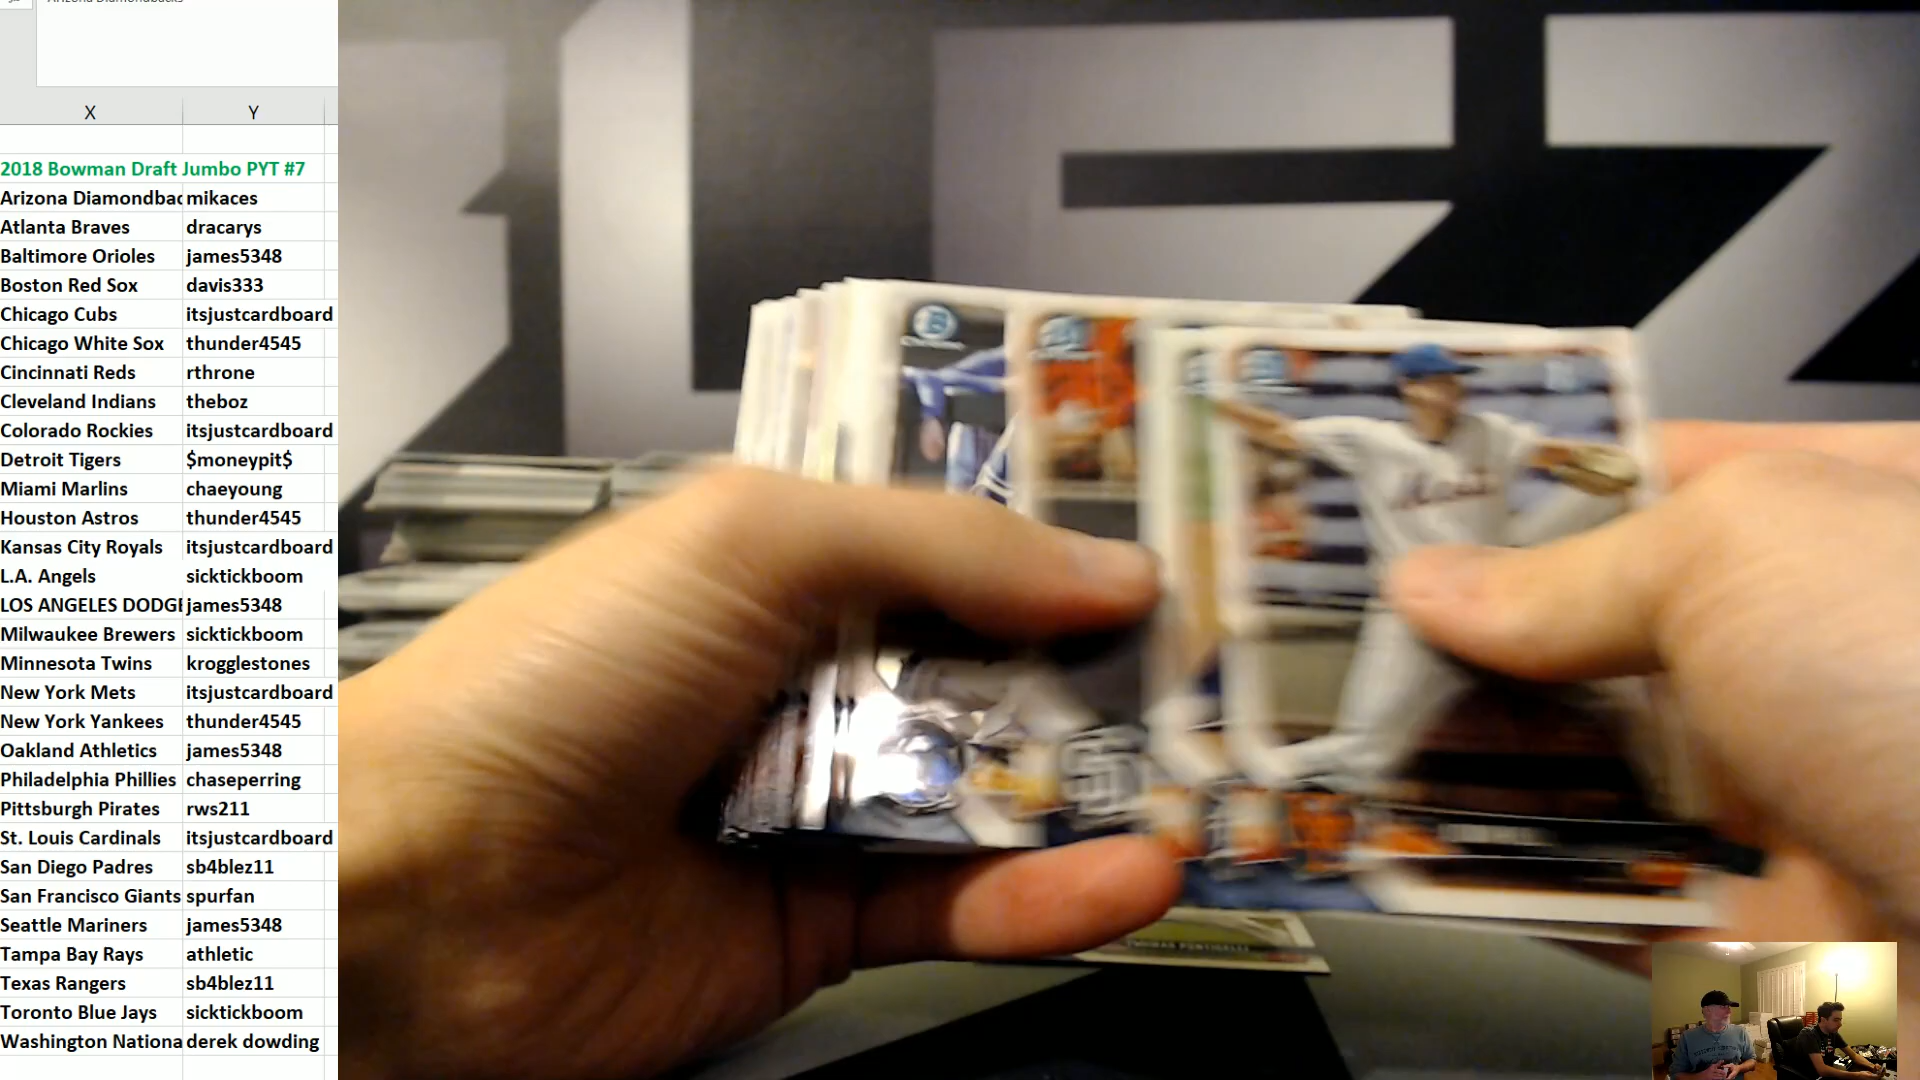 X Y
2018 Bowman Draft Jumbo PYT #7
Arizona Diamondbac mikaces
Atlanta Braves dracarys
Baltimore Orioles james5348
Boston Red Sox davis333
Chicago Cubs itsjustcardboard
Chicago White Sox thunder4545
Cincinnati Reds rthrone
Cleveland Indians theboz
Colorado Rockies itsjustcardboard
Detroit Tigers $moneypit$
Miami Marlins chaeyoung
Houston Astros thunder4545
Kansas City Royals itsjustcardboard
L.A. Angels sicktickboom
LOS ANGELES DODGE james5348
Milwaukee Brewers sicktickboom
Minnesota Twins krogglestones
New York Mets itsjustcardboard
New York Yankees thunder4545
Oakland Athletics james5348
Philadelphia Phillies chaseperring
Pittsburgh Pirates rws211
St. Louis Cardinals itsjustcardboard
San Diego Padres sb4blez11
San Francisco Giants spurfan
Seattle Mariners james5348
Tampa Bay Rays athletic
Texas Rangers sb4blez11
Toronto Blue Jays sicktickboom
Washington Nationa derek dowding